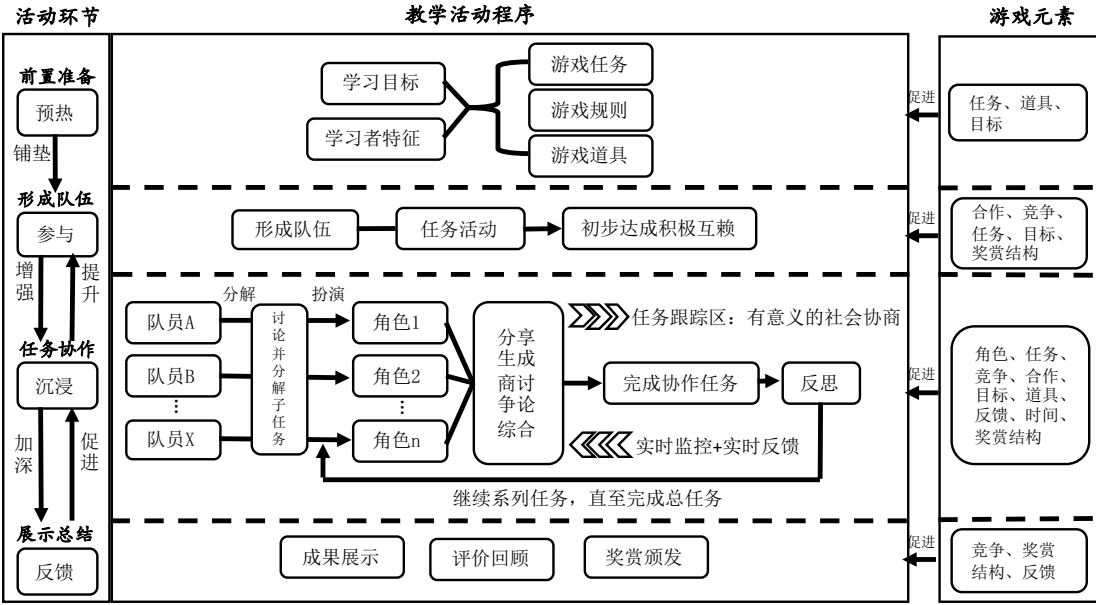 活动环节
教学活动程序
游戏元素
前置准备
预热
铺垫
形成队伍
参与
增强
提升
任务协作
沉浸
加深
促进
展示总结
反馈
学习目标
学习者特征
游戏任务
游戏规则
游戏道具
促进
任务、道具、
目标
形成队伍
任务活动
初步达成积极互赖
促进
合作、竞争、
任务、目标、
奖赏结构
分解
扮演
队员A
队员B
⋮
队员X
讨论并分解子任务
角色1
角色2
⋮
角色n
分享
生成
商讨
争论
综合
任务跟踪区：有意义的社会协商
完成协作任务
反思
实时监控+实时反馈
继续系列任务，直至完成总任务
促进
角色、任务、
竞争、合作、
目标、道具、
反馈、时间、
奖赏结构
成果展示
评价回顾
奖赏颁发
促进
竞争、奖赏
结构、反馈